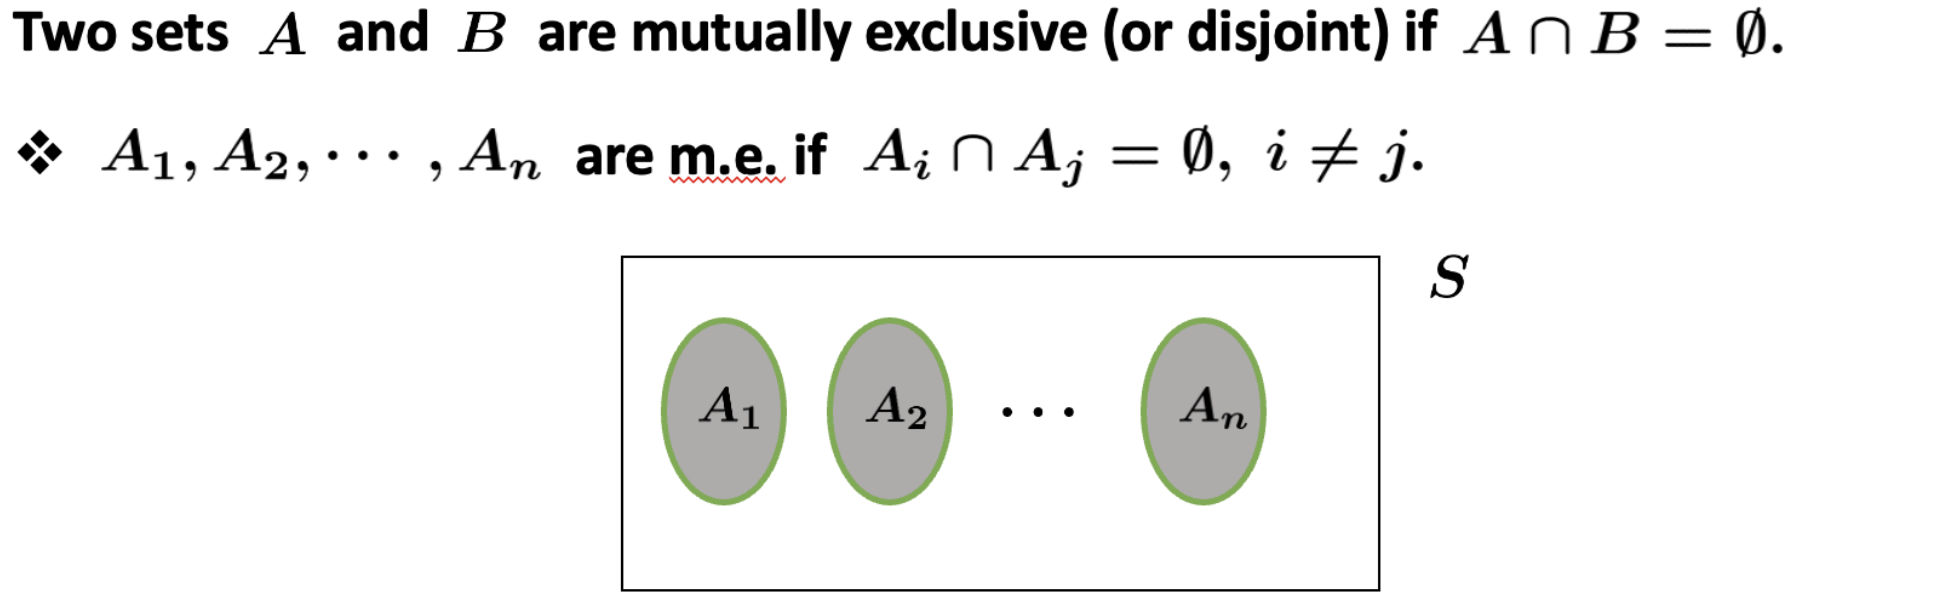 Two sets A and B are mutually exclusive (or disjoint) if A ∩ B = ∅.
❖ A₁, A₂, ⋯ , Aₙ are m.e. if Aᵢ ∩ Aⱼ = ∅, i ≠ j.
S
A₁ A₂ ⋯ Aₙ